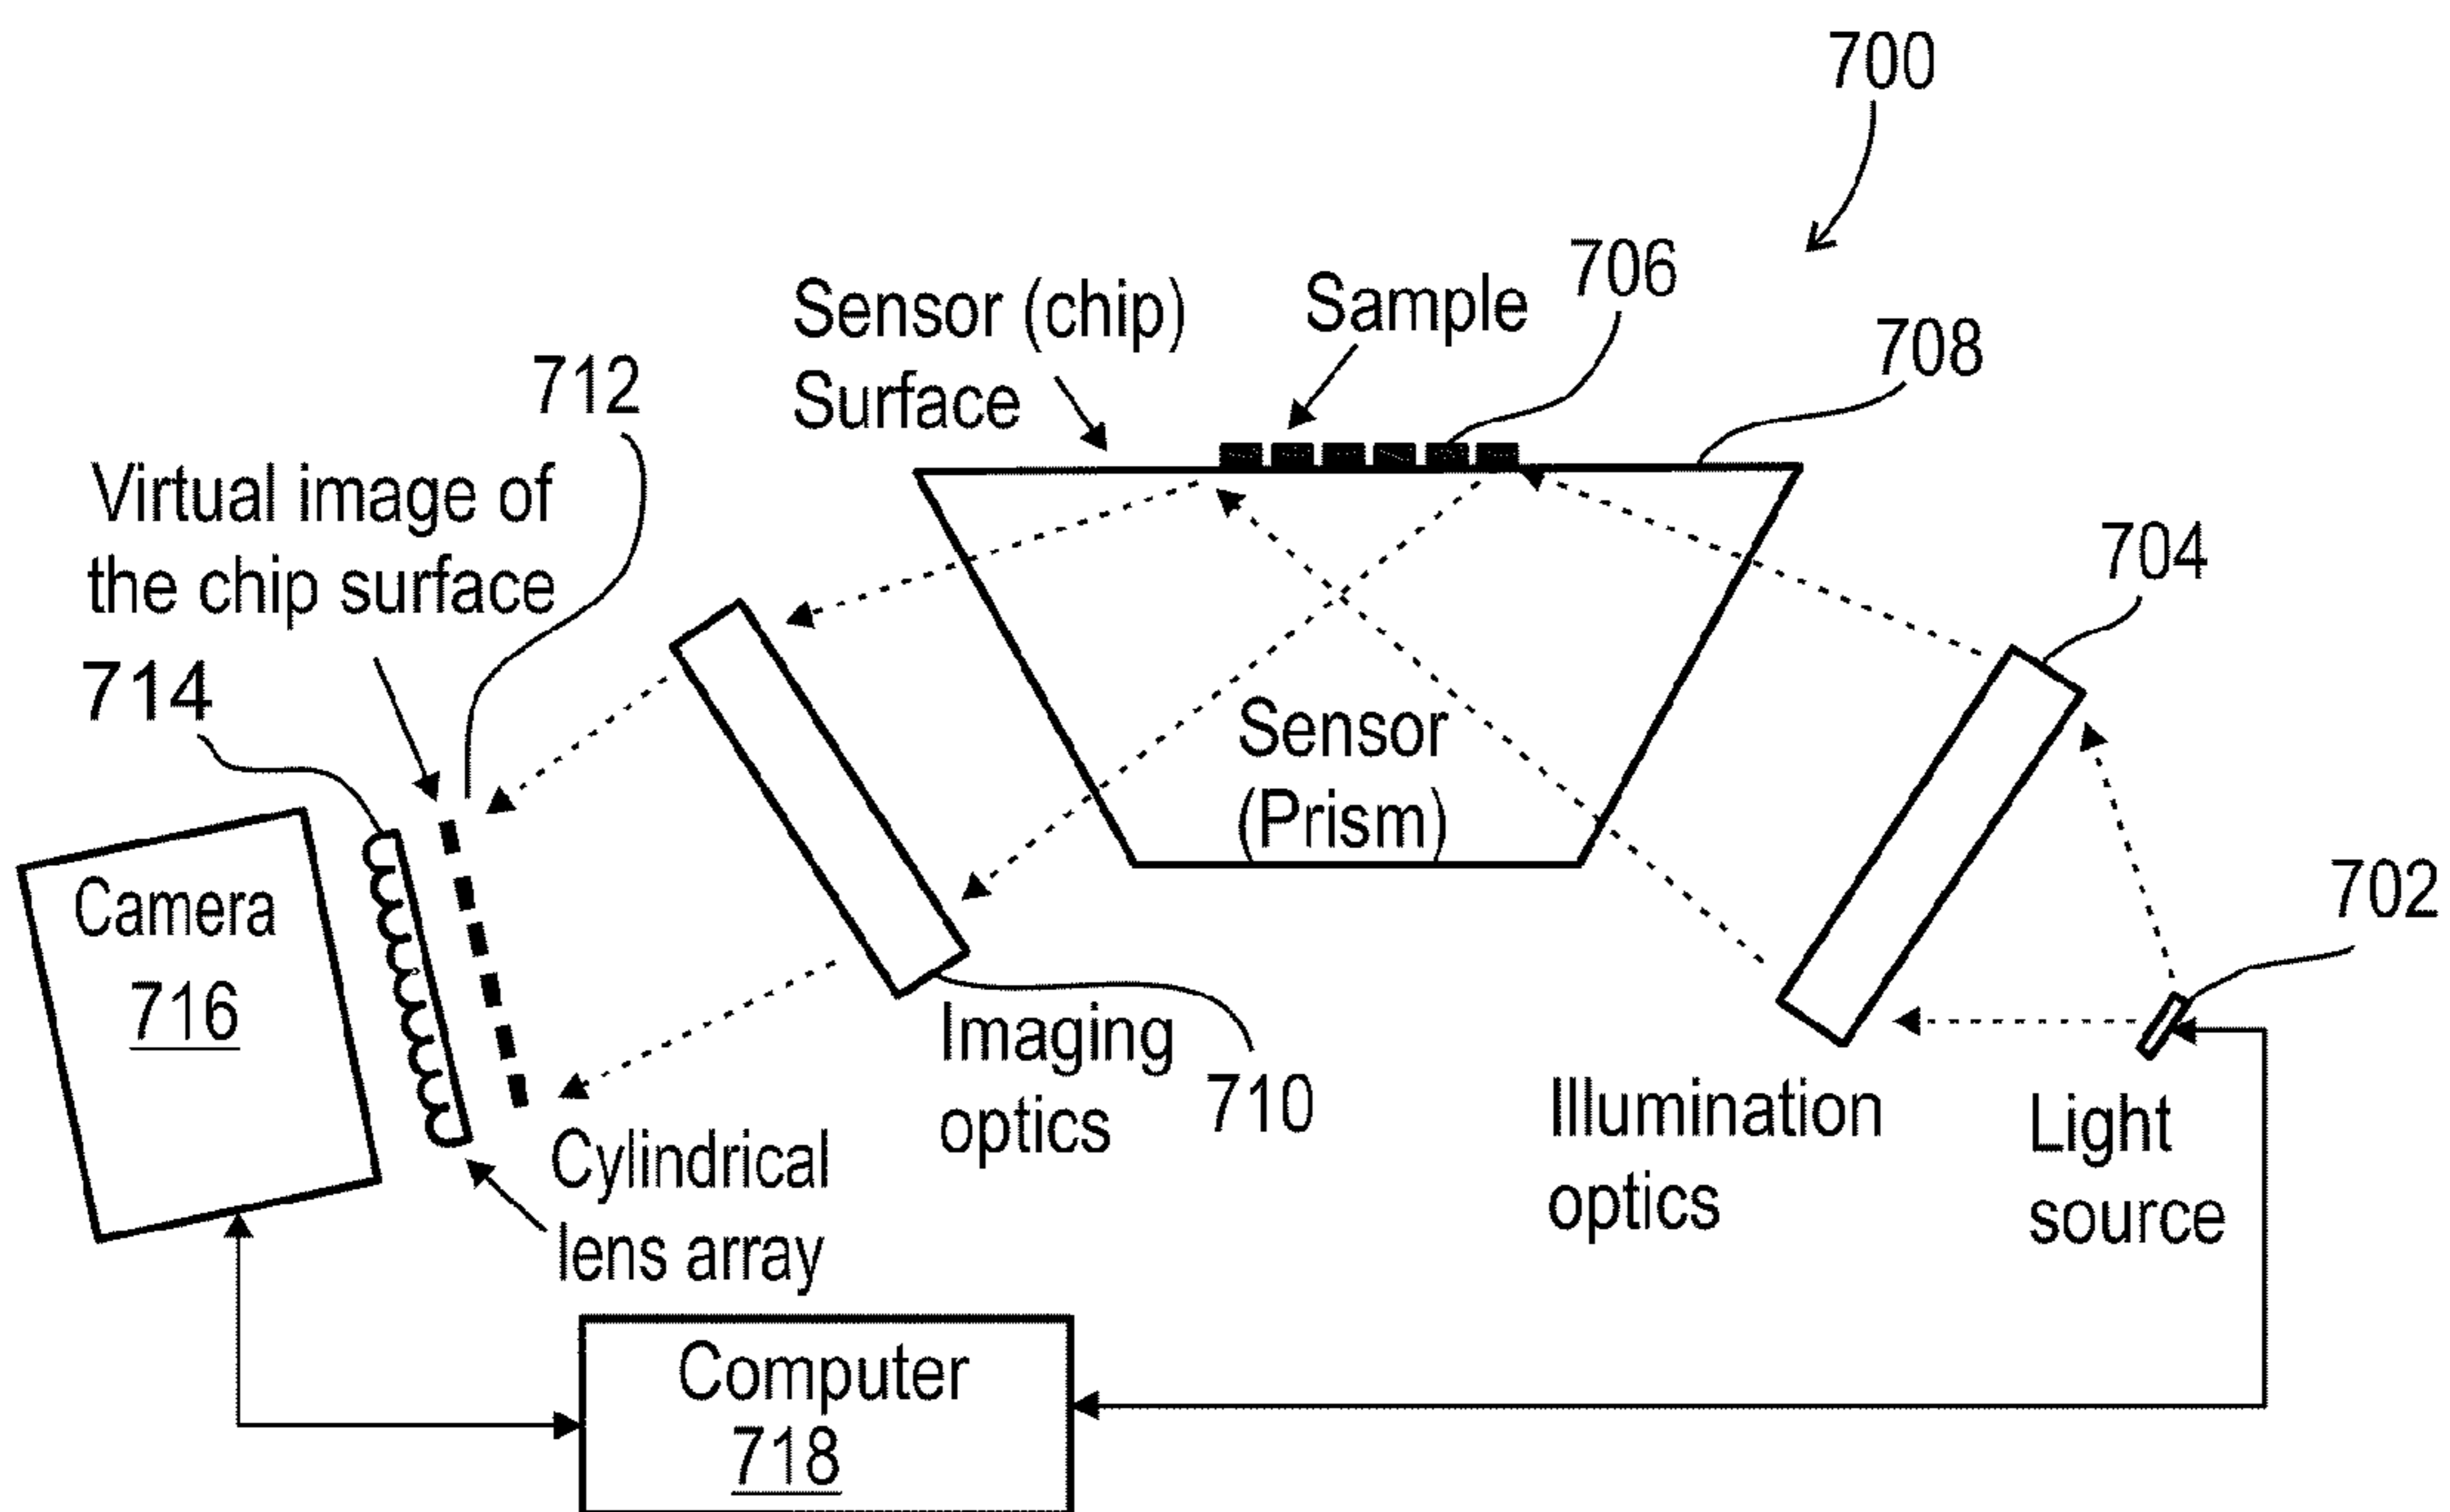 700
706
Sensor (chip)
Surface
Sample
708
712
Virtual image of
the chip surface
704
714
Sensor
(Prism)
702
Camera
716
Imaging
optics
710
Illumination
optics
Light
source
Cylindrical
lens array
Computer
718